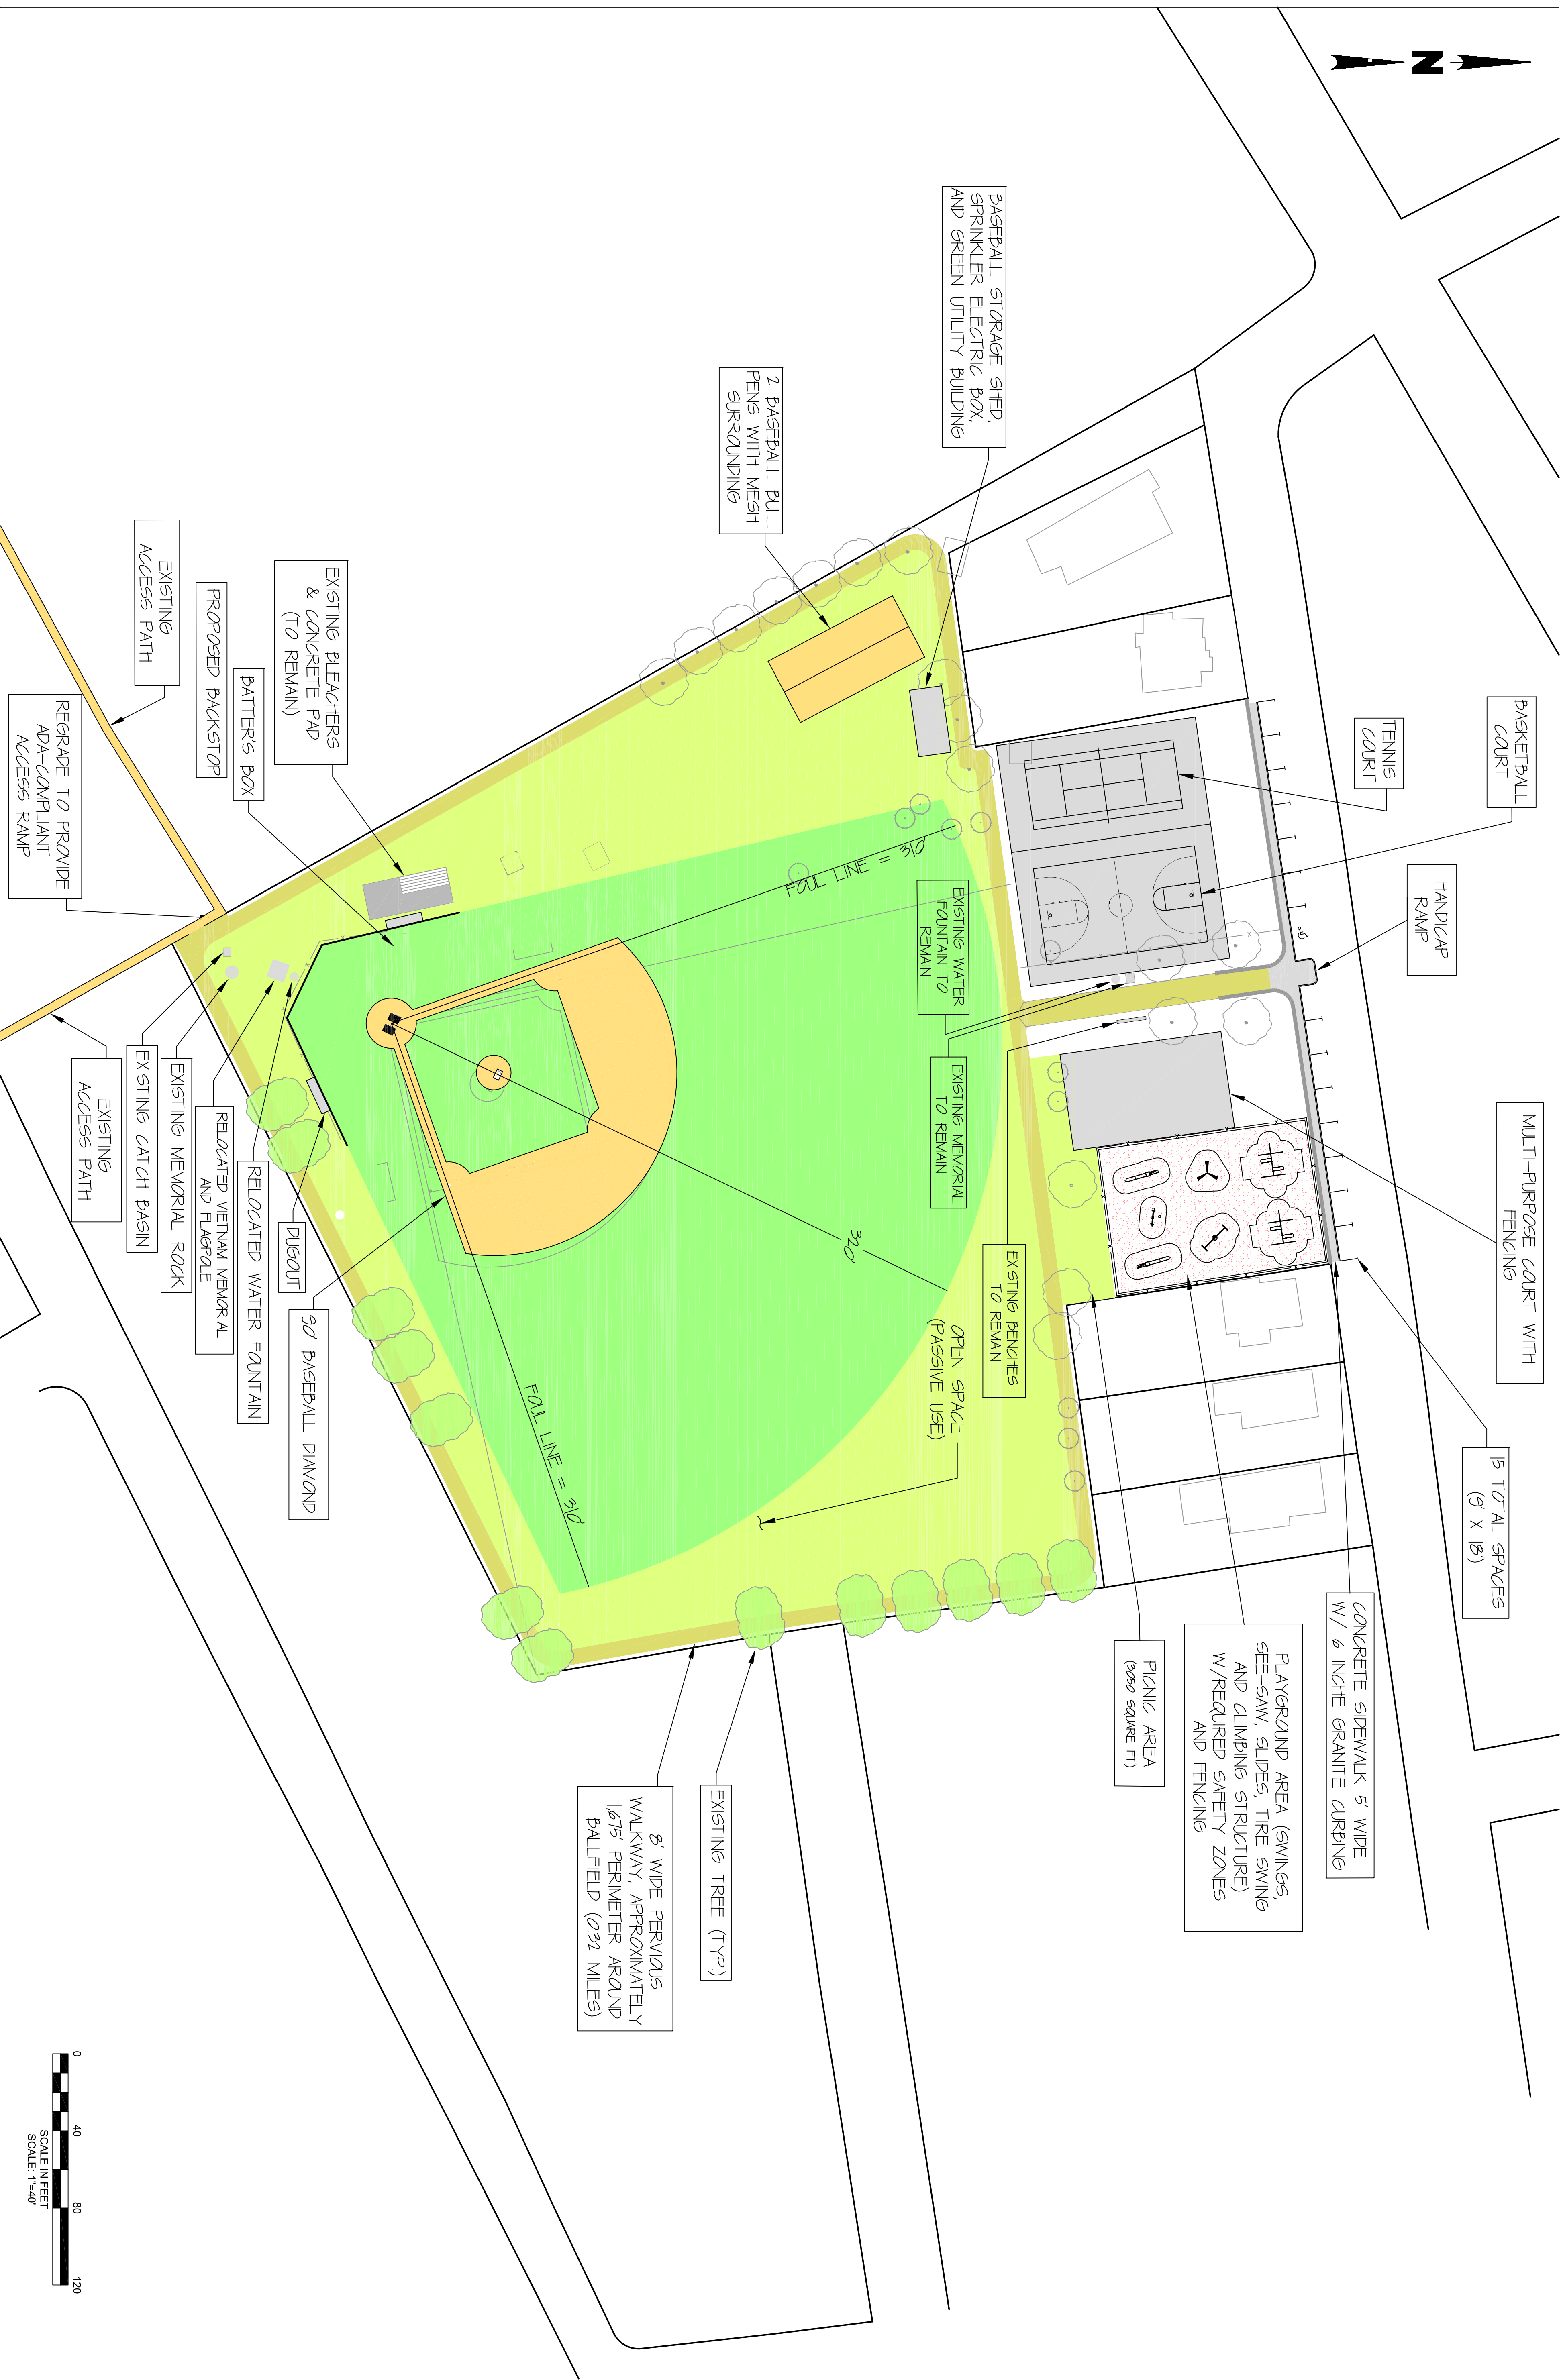 N
BASKETBALL
COURT
TENNIS
COURT
HANDICAP
RAMP
MULTI-PURPOSE COURT WITH
FENCING
15 TOTAL SPACES
(9' X 18')
CONCRETE SIDEWALK 5' WIDE
W/ 6 INCHE GRANITE CURBING
PLAYGROUND AREA (SWINGS,
SEE-SAW, SLIDES, TIRE SWING
AND CLIMBING STRUCTURE)
W/REQUIRED SAFETY ZONES
AND FENCING
PICNIC AREA
(3050 SQUARE FT)
BASEBALL STORAGE SHED,
SPRINKLER ELECTRIC BOX,
AND GREEN UTILITY BUILDING
2 BASEBALL BULL
PENS WITH MESH
SURROUNDING
FOUL LINE = 310'
EXISTING WATER
FOUNTAIN TO
REMAIN
EXISTING MEMORIAL
TO REMAIN
EXISTING BENCHES
TO REMAIN
OPEN SPACE
(PASSIVE USE)
320'
FOUL LINE = 310'
EXISTING TREE (TYP.)
8' WIDE PERVIOUS
WALKWAY, APPROXIMATELY
1,675' PERIMETER AROUND
BALLFIELD (0.32 MILES)
EXISTING BLEACHERS
& CONCRETE PAD
(TO REMAIN)
BATTER'S BOX
PROPOSED BACKSTOP
EXISTING
ACCESS PATH
REGRADE TO PROVIDE
ADA-COMPLIANT
ACCESS RAMP
90' BASEBALL DIAMOND
DUGOUT
RELOCATED WATER FOUNTAIN
RELOCATED VIETNAM MEMORIAL
AND FLAGPOLE
EXISTING MEMORIAL ROCK
EXISTING CATCH BASIN
EXISTING
ACCESS PATH
0 40 80 120
SCALE IN FEET
SCALE: 1"=40'